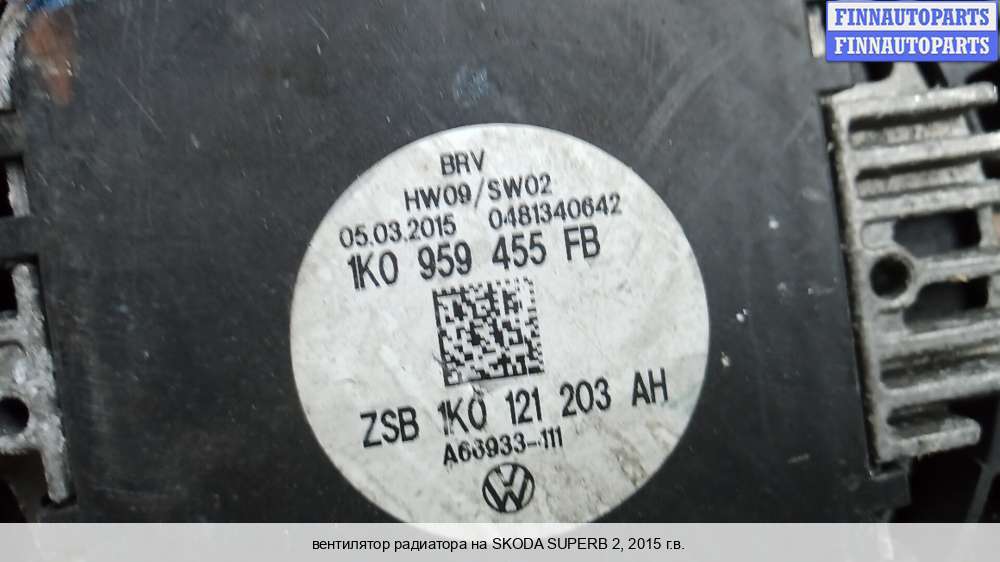 FINNAUTOPARTS
FINNAUTOPARTS
BRV
HW09/SW02
05.03.2015 0481340642
1K0 959 455 FB
ZSB 1K0 121 203 AH
A66933-111
вентилятор радиатора на SKODA SUPERB 2, 2015 г.в.